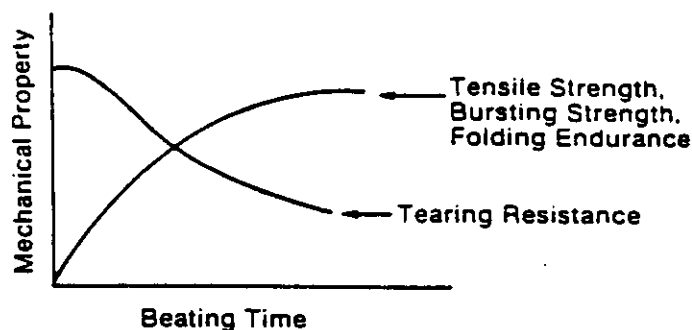 Mechanical Property
Tensile Strength,
Bursting Strength,
Folding Endurance
Tearing Resistance
Beating Time